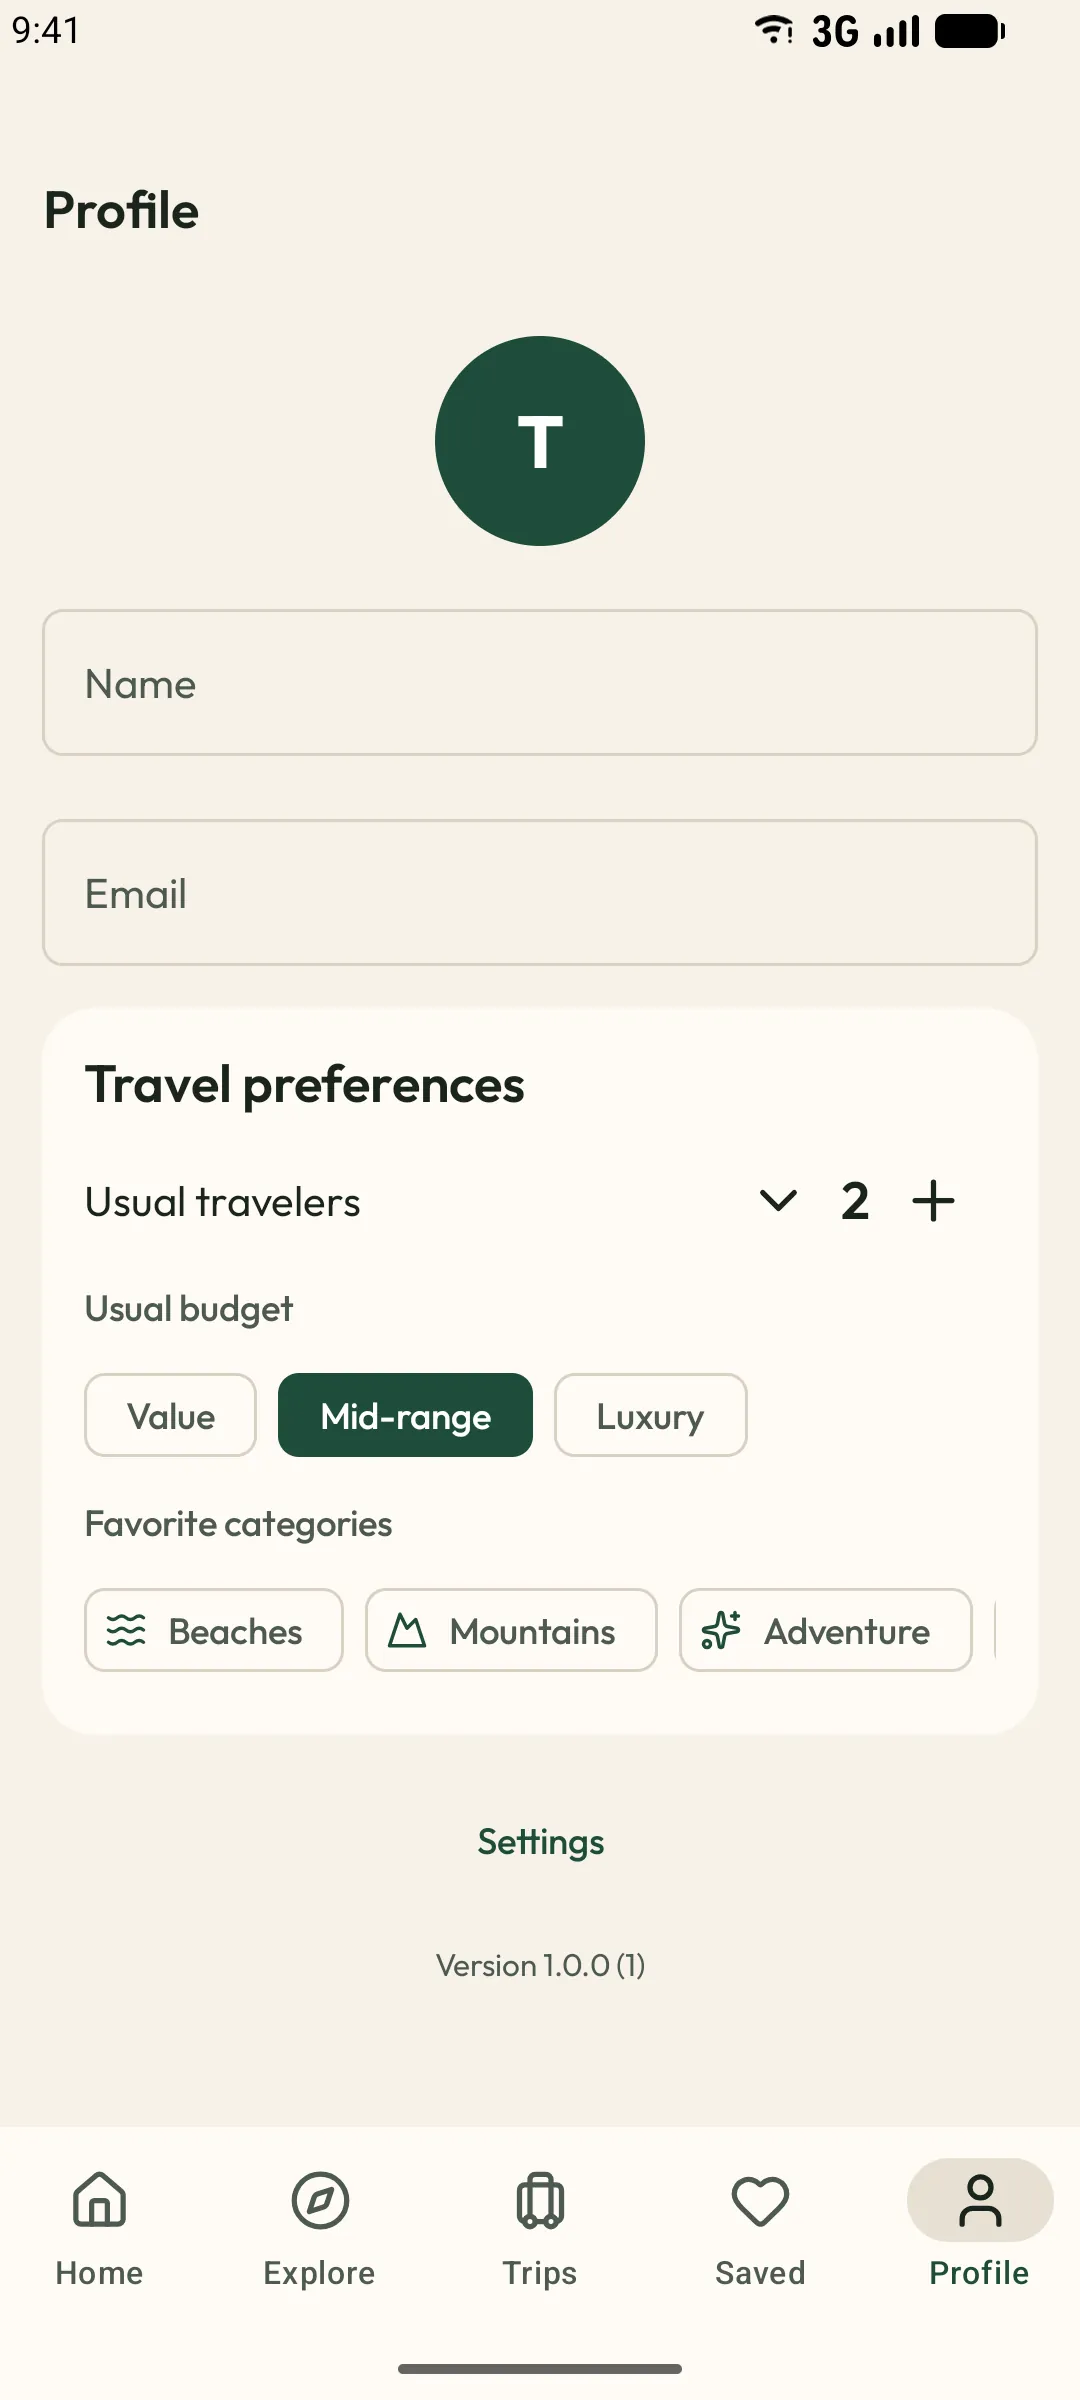 9:41
3G
Profile
T
Name
Email
Travel preferences
Usual travelers 2
Usual budget
Value Mid-range Luxury
Favorite categories
Beaches Mountains Adventure
Settings
Version 1.0.0 (1)
Home Explore Trips Saved Profile